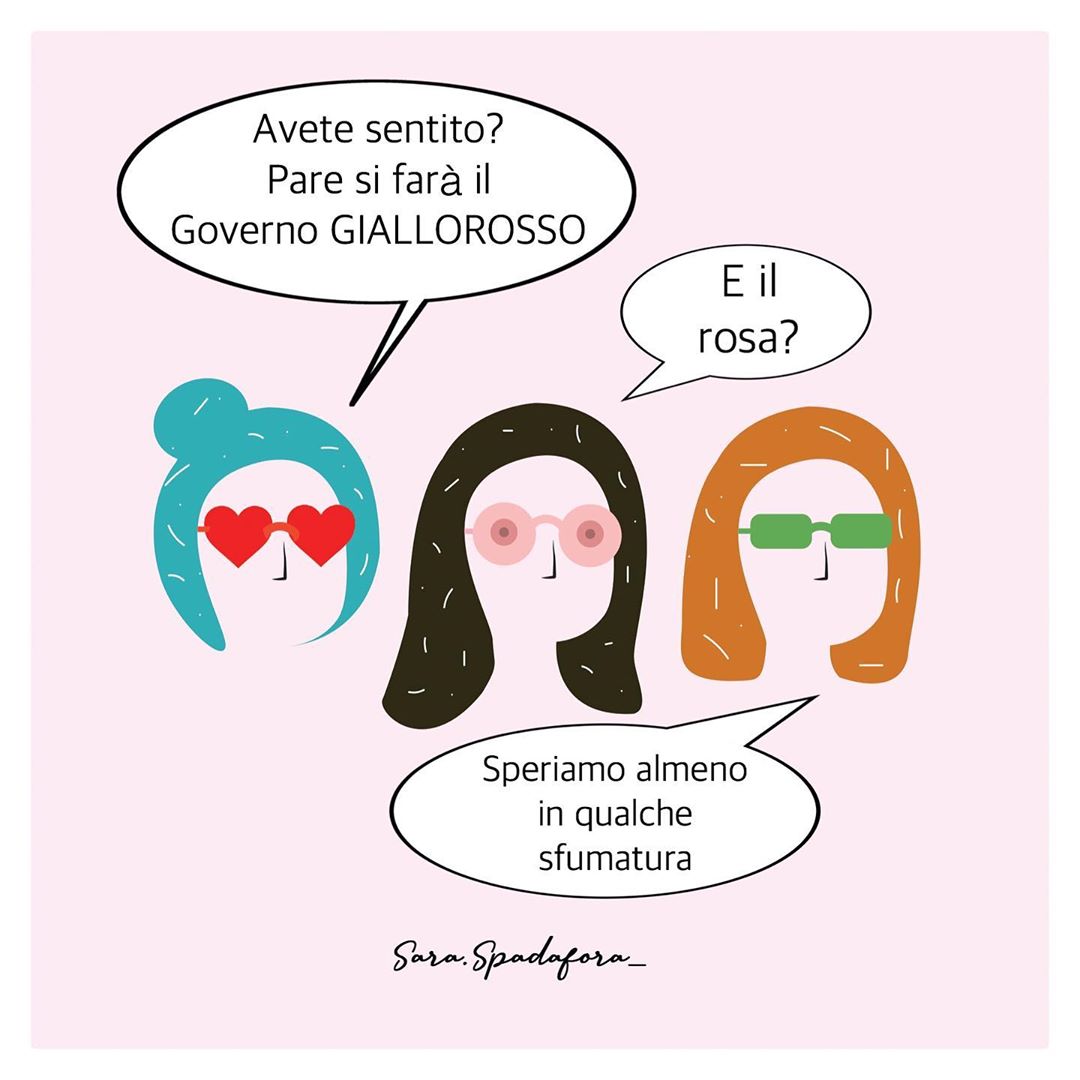 Avete sentito?
Pare si farà il
Governo GIALLOROSSO
E il
rosa?
Speriamo almeno
in qualche
sfumatura
Sara.Spadafora_